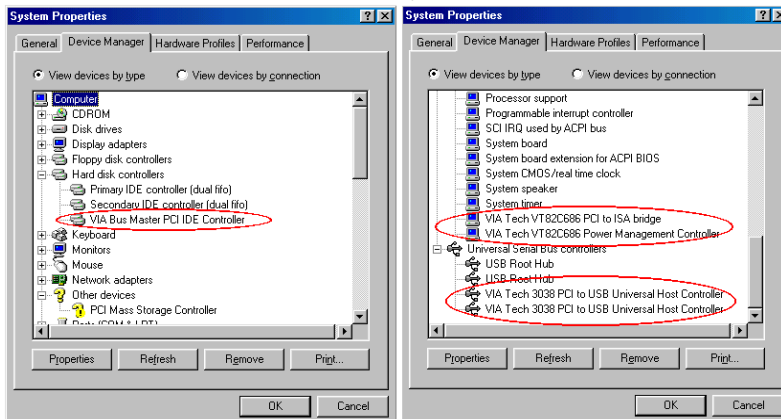 System Properties
General
Device Manager
Hardware Profiles
Performance
View devices by type
View devices by connection
Computer
CDROM
Disk drives
Display adapters
Floppy disk controllers
Hard disk controllers
Primary IDE controller (dual fifo)
Secondary IDE controller (dual fifo)
VIA Bus Master PCI IDE Controller
Keyboard
Monitors
Mouse
Network adapters
Other devices
PCI Mass Storage Controller
Ports (COM & LPT)
Properties
Refresh
Remove
Print...
OK
Cancel
System Properties
General
Device Manager
Hardware Profiles
Performance
View devices by type
View devices by connection
Processor support
Programmable interrupt controller
SCI IRQ used by ACPI bus
System board
System board extension for ACPI BIOS
System CMOS/real time clock
System speaker
System timer
VIA Tech VT82C686 PCI to ISA bridge
VIA Tech VT82C686 Power Management Controller
Universal Serial Bus controllers
USB Root Hub
USB Root Hub
VIA Tech 3038 PCI to USB Universal Host Controller
VIA Tech 3038 PCI to USB Universal Host Controller
Properties
Refresh
Remove
Print...
OK
Cancel